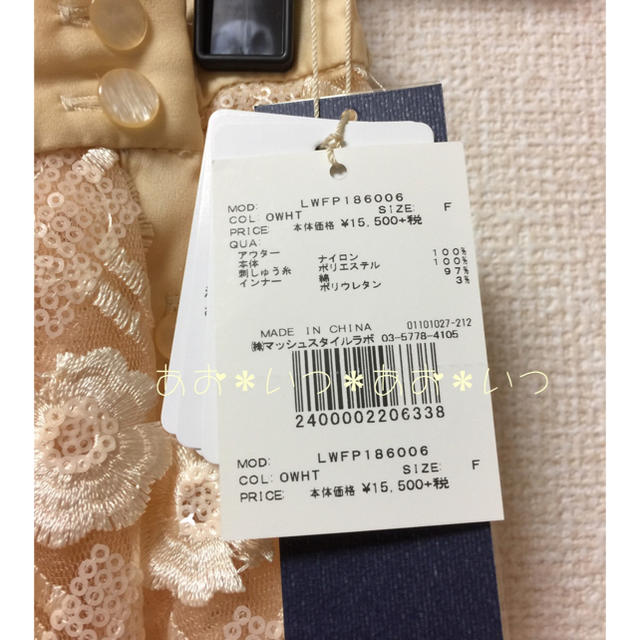 MOD: LWFP186006
COL: OWHT SIZE: F
PRICE: 本体価格 ¥15,500+税
QUA:
アウター
本体 ナイロン 100%
刺しゅう糸 ポリエステル 100%
インナー 綿 97%
ポリウレタン 3%
MADE IN CHINA 01101027-212
㈱マッシュスタイルラボ 03-5778-4105
2400002206338
あお*いつ*あお*いつ
MOD: LWFP186006
COL: OWHT SIZE: F
PRICE: 本体価格 ¥15,500+税